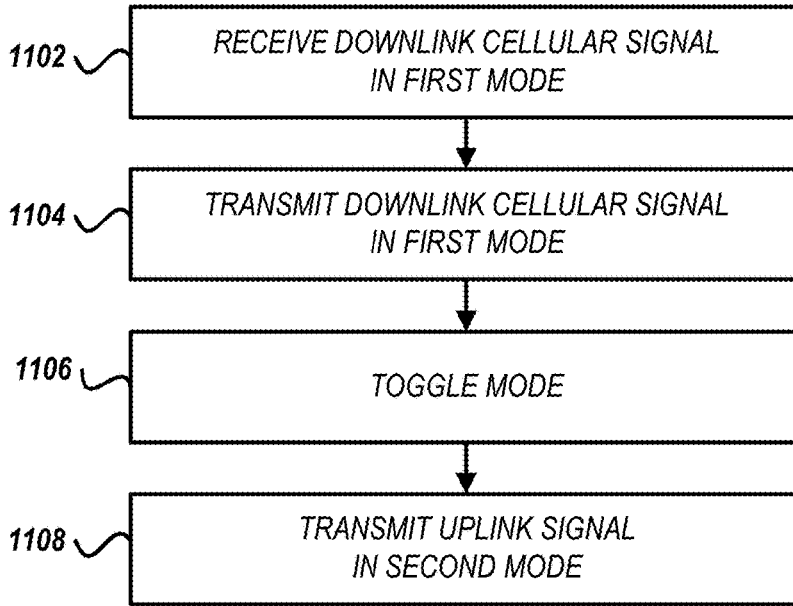 1102
RECEIVE DOWNLINK CELLULAR SIGNAL
IN FIRST MODE
1104
TRANSMIT DOWNLINK CELLULAR SIGNAL
IN FIRST MODE
1106
TOGGLE MODE
1108
TRANSMIT UPLINK SIGNAL
IN SECOND MODE